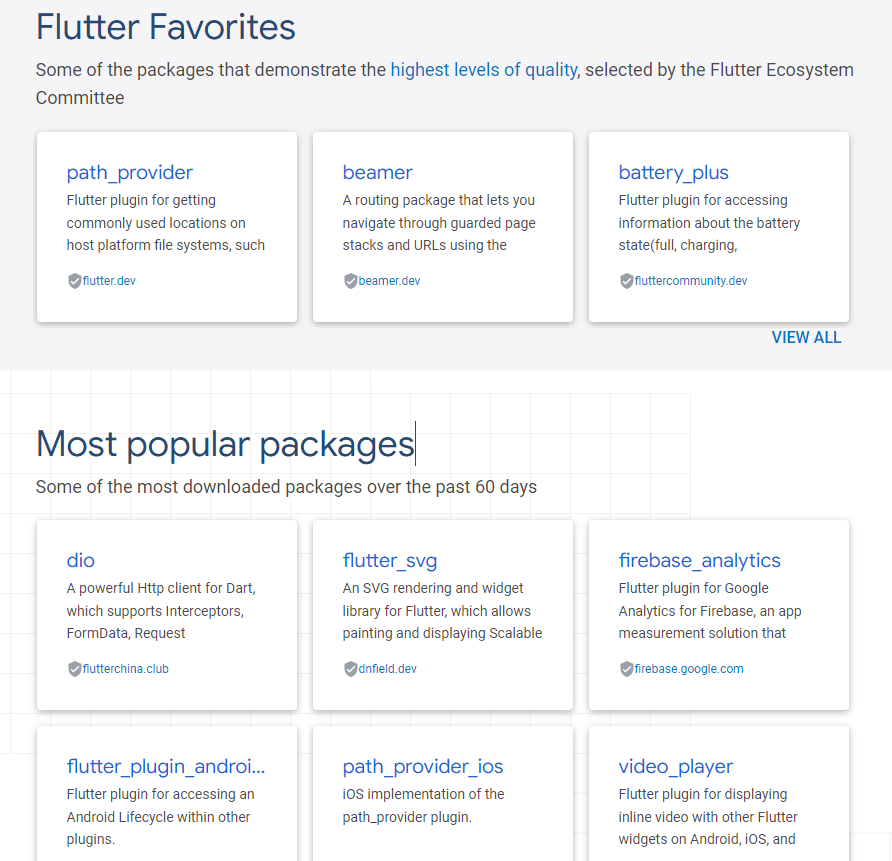 Flutter Favorites
Some of the packages that demonstrate the highest levels of quality, selected by the Flutter Ecosystem
Committee
path_provider
Flutter plugin for getting
commonly used locations on
host platform file systems, such
flutter.dev
beamer
A routing package that lets you
navigate through guarded page
stacks and URLs using the
beamer.dev
battery_plus
Flutter plugin for accessing
information about the battery
state(full, charging,
fluttercommunity.dev
VIEW ALL
Most popular packages
Some of the most downloaded packages over the past 60 days
dio
A powerful Http client for Dart,
which supports Interceptors,
FormData, Request
flutterchina.club
flutter_svg
An SVG rendering and widget
library for Flutter, which allows
painting and displaying Scalable
dnfield.dev
firebase_analytics
Flutter plugin for Google
Analytics for Firebase, an app
measurement solution that
firebase.google.com
flutter_plugin_androi...
Flutter plugin for accessing an
Android Lifecycle within other
plugins.
path_provider_ios
iOS implementation of the
path_provider plugin.
video_player
Flutter plugin for displaying
inline video with other Flutter
widgets on Android, iOS, and